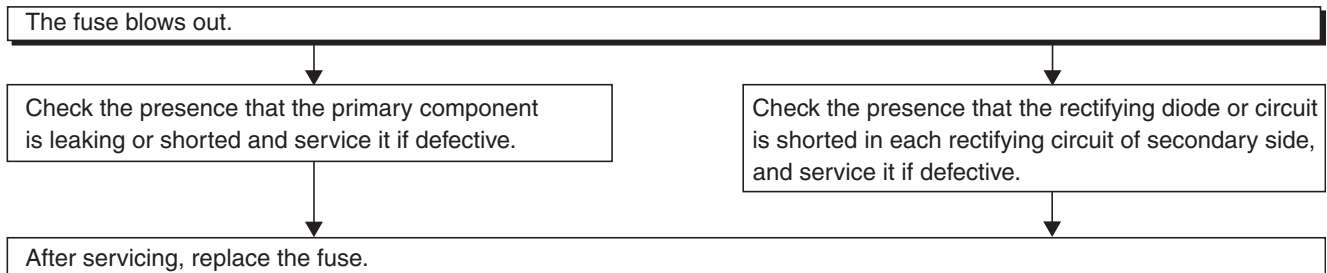 The fuse blows out.
Check the presence that the primary component
is leaking or shorted and service it if defective.
Check the presence that the rectifying diode or circuit
is shorted in each rectifying circuit of secondary side,
and service it if defective.
After servicing, replace the fuse.